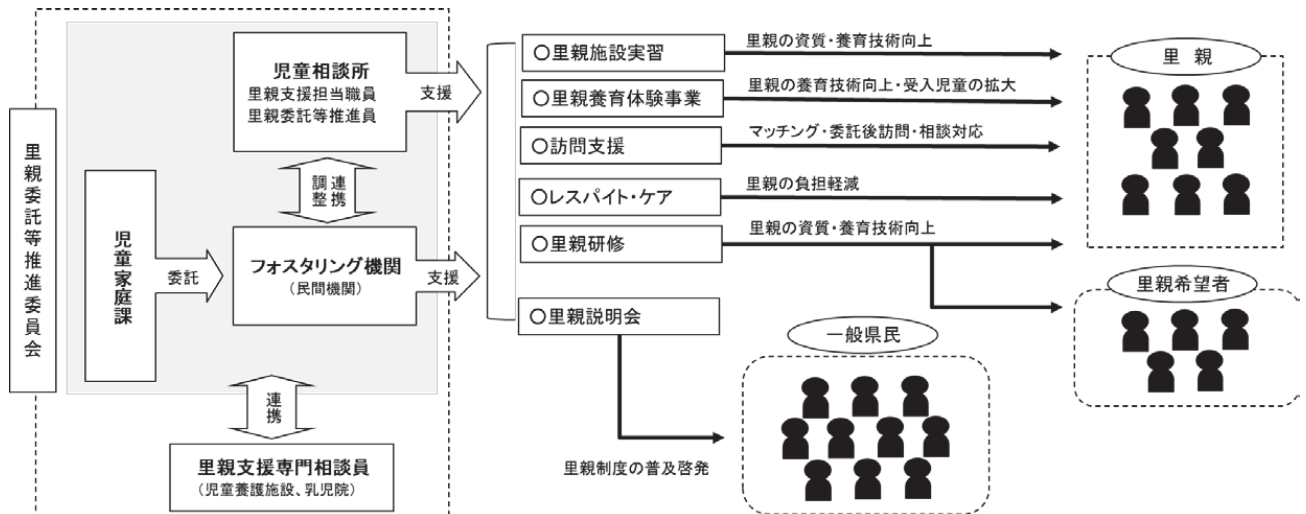 里親委託等推進委員会
児童相談所
里親支援担当職員
里親委託等推進員
支援
調整
連携
児童家庭課
委託
フォスタリング機関
（民間機関）
支援
連携
里親支援専門相談員
（児童養護施設、乳児院）
○里親施設実習
里親の資質・養育技術向上
○里親養育体験事業
里親の養育技術向上・受入児童の拡大
○訪問支援
マッチング・委託後訪問・相談対応
○レスパイト・ケア
里親の負担軽減
○里親研修
里親の資質・養育技術向上
○里親説明会
里親制度の普及啓発
里親
里親希望者
一般県民